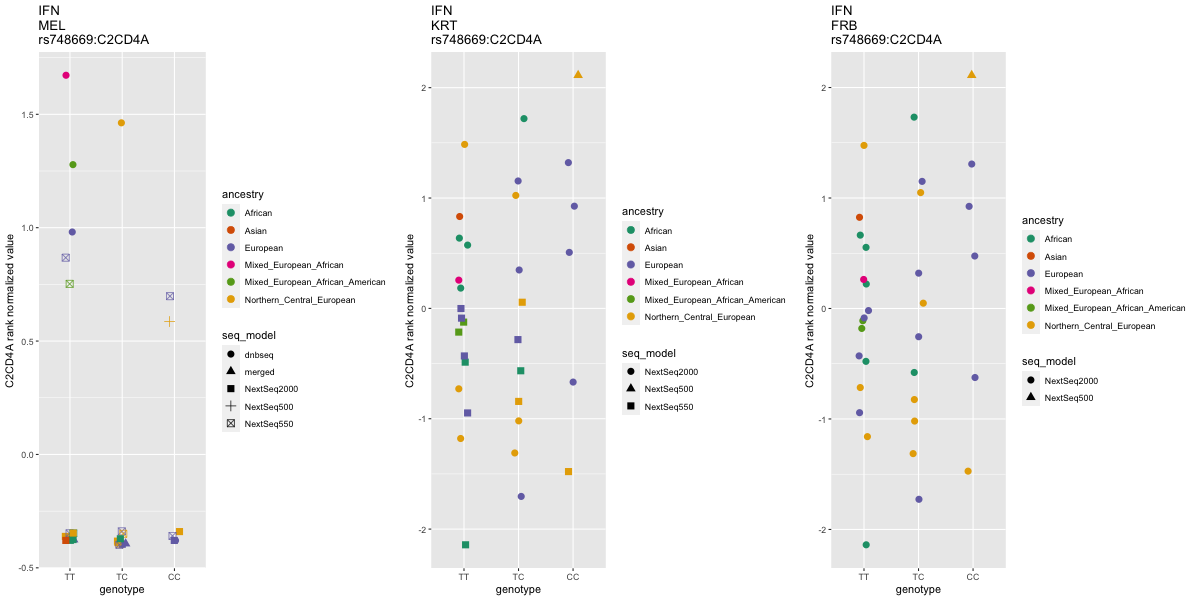 IFN
MEL
rs748669:C2CD4A
C2CD4A rank normalized value
1.5
1.0
0.5
0.0
-0.5
TT
TC
CC
genotype
ancestry
African
Asian
European
Mixed_European_African
Mixed_European_African_American
Northern_Central_European
seq_model
dnbseq
merged
NextSeq2000
NextSeq500
NextSeq550
IFN
KRT
rs748669:C2CD4A
C2CD4A rank normalized value
2
1
0
-1
-2
TT
TC
CC
genotype
ancestry
African
Asian
European
Mixed_European_African
Mixed_European_African_American
Northern_Central_European
seq_model
NextSeq2000
NextSeq500
NextSeq550
IFN
FRB
rs748669:C2CD4A
C2CD4A rank normalized value
2
1
0
-1
-2
TT
TC
CC
genotype
ancestry
African
Asian
European
Mixed_European_African
Mixed_European_African_American
Northern_Central_European
seq_model
NextSeq2000
NextSeq500